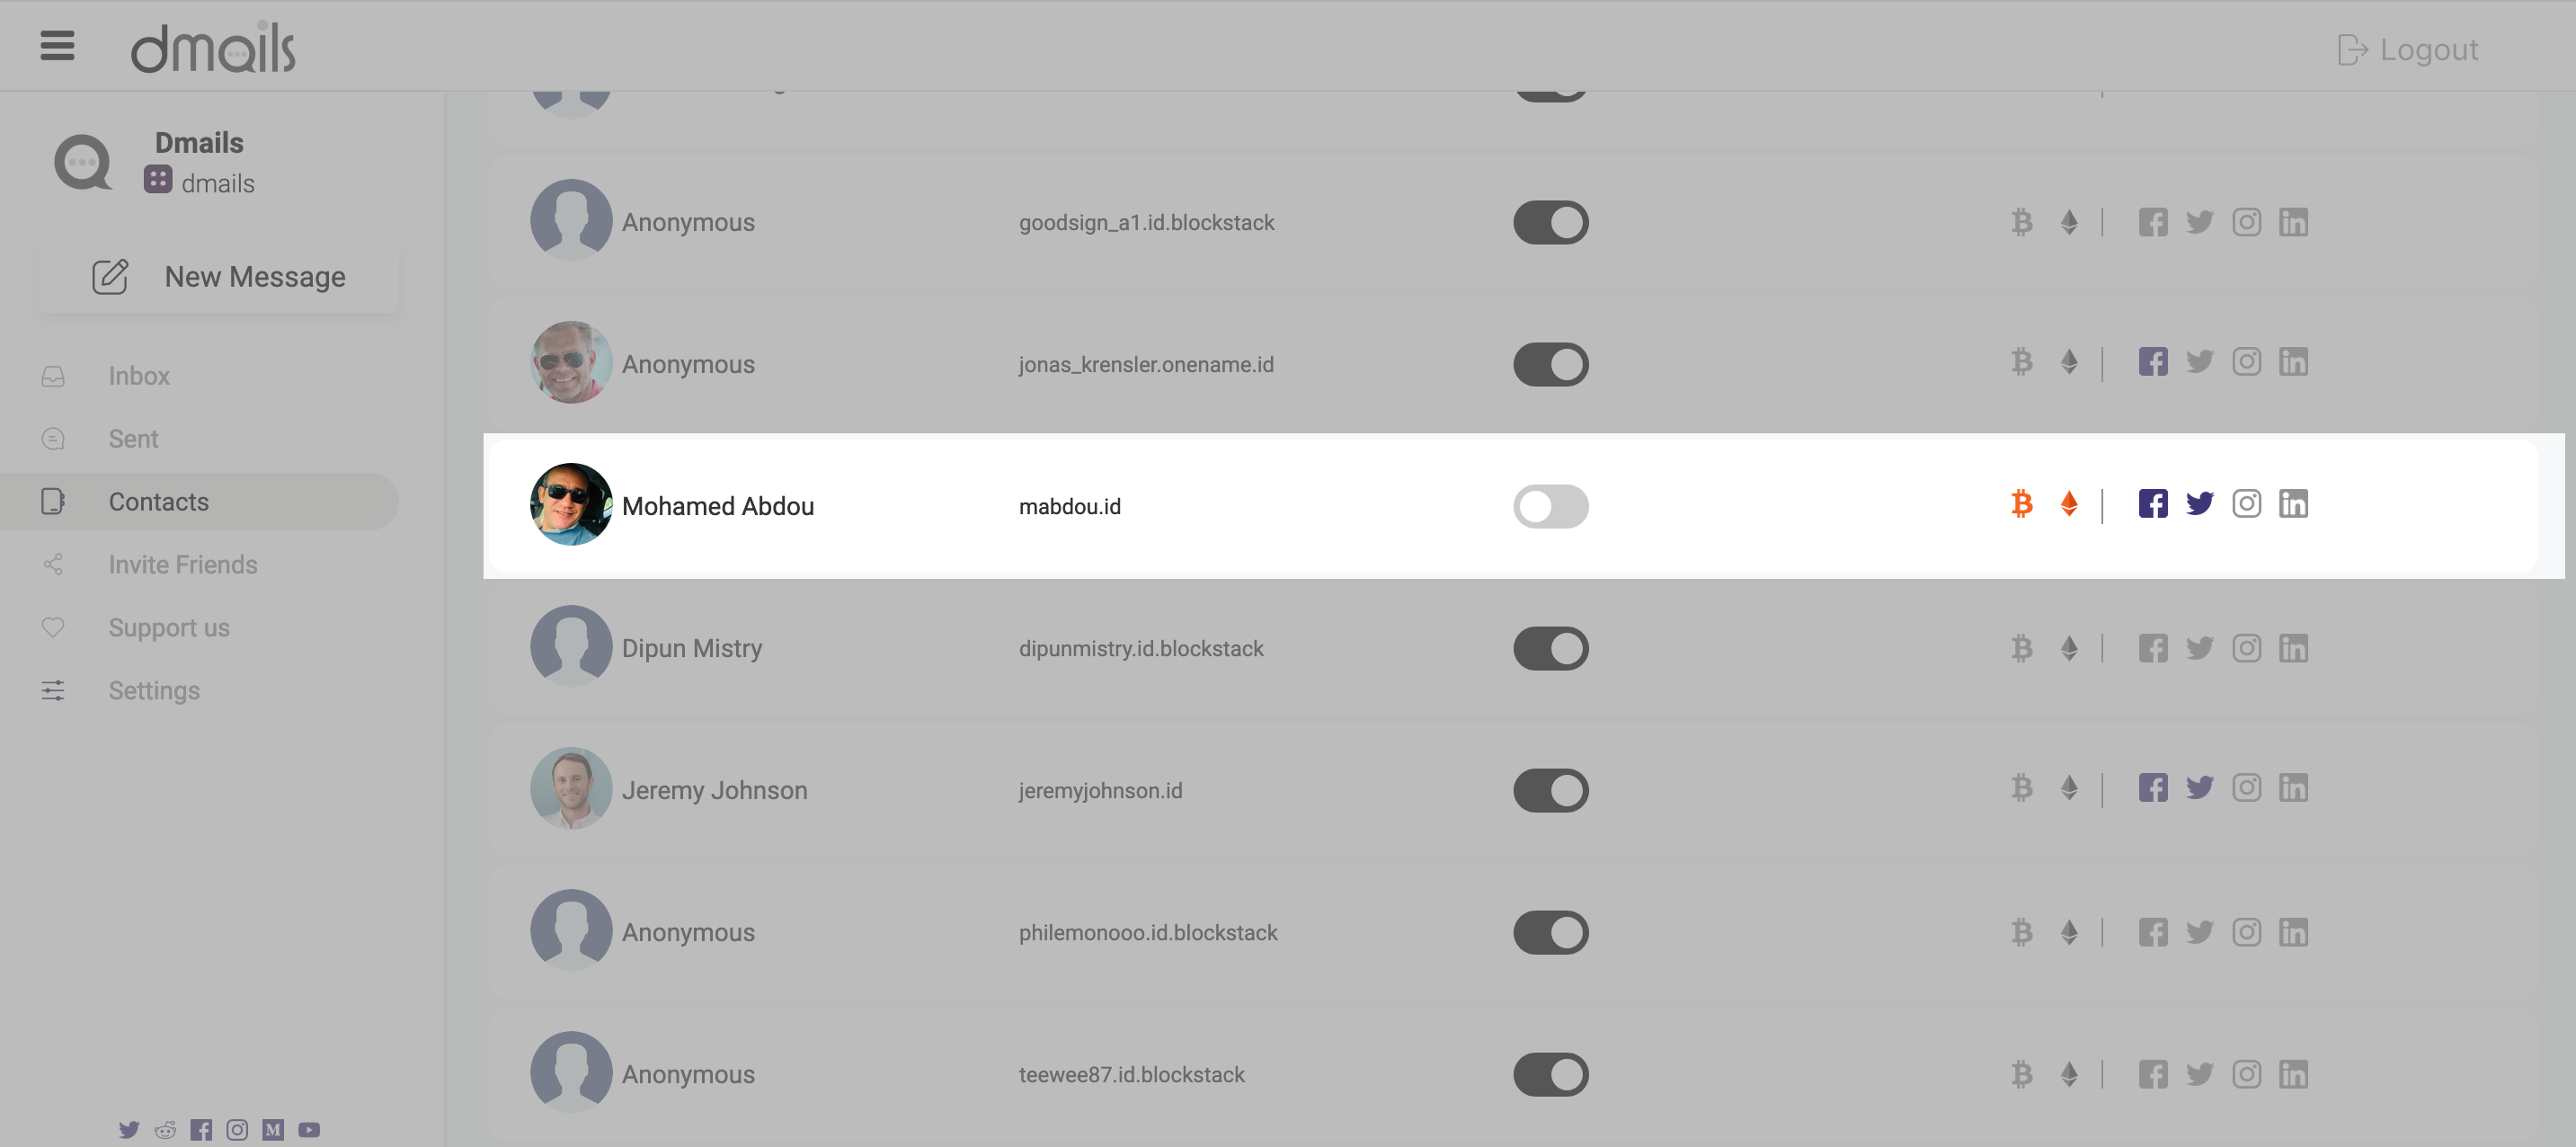 dmails
Logout
Dmails
dmails
New Message
Inbox
Sent
Contacts
Invite Friends
Support us
Settings
Anonymous goodsign_a1.id.blockstack
Anonymous jonas_krensler.onename.id
Mohamed Abdou mabdou.id
Dipun Mistry dipunmistry.id.blockstack
Jeremy Johnson jeremyjohnson.id
Anonymous philemonooo.id.blockstack
Anonymous teewee87.id.blockstack